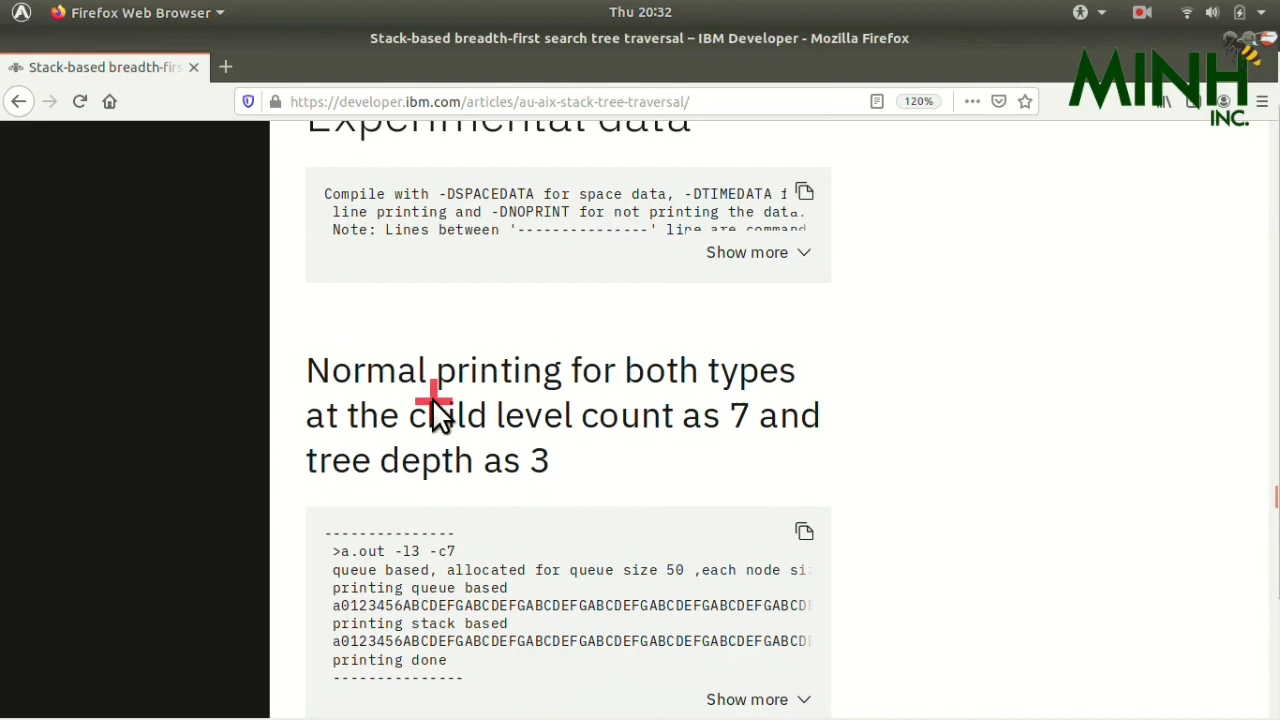 Firefox Web Browser
Thu 20:32
Stack-based breadth-first search tree traversal – IBM Developer - Mozilla Firefox
Stack-based breadth-firs
https://developer.ibm.com/articles/au-aix-stack-tree-traversal/
120%
MINH
INC.
Experimental data
Compile with -DSPACEDATA for space data, -DTIMEDATA f
line printing and -DNOPRINT for not printing the data.
Note: Lines between '---------------' line are command
Show more
Normal printing for both types
at the child level count as 7 and
tree depth as 3
---------------
>a.out -l3 -c7
queue based, allocated for queue size 50 ,each node si
printing queue based
a0123456ABCDEFGABCDEFGABCDEFGABCDEFGABCDEFGABCDEFGABCDE
printing stack based
a0123456ABCDEFGABCDEFGABCDEFGABCDEFGABCDEFGABCDEFGABCDE
printing done
---------------
Show more